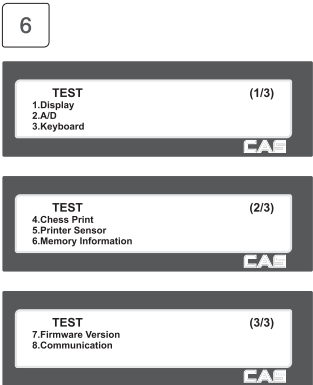 6
TEST (1/3)
1.Display
2.A/D
3.Keyboard
CAS
TEST (2/3)
4.Chess Print
5.Printer Sensor
6.Memory Information
CAS
TEST (3/3)
7.Firmware Version
8.Communication
CAS